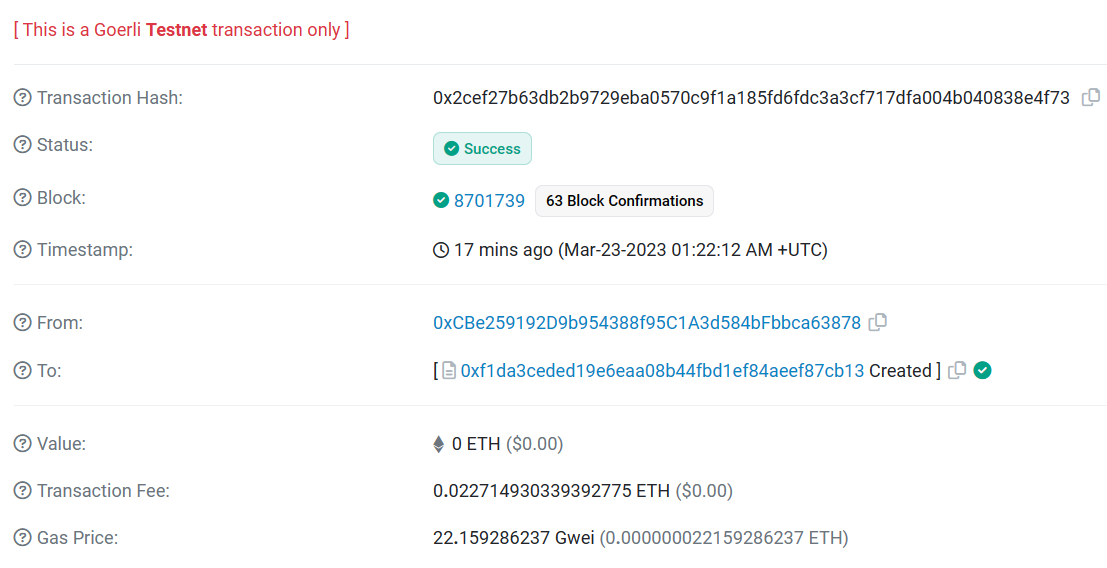 [ This is a Goerli Testnet transaction only ]
Transaction Hash: 0x2cef27b63db2b9729eba0570c9f1a185fd6fdc3a3cf717dfa004b040838e4f73
Status: Success
Block: 8701739 63 Block Confirmations
Timestamp: 17 mins ago (Mar-23-2023 01:22:12 AM +UTC)
From: 0xCBe259192D9b954388f95C1A3d584bFbbca63878
To: [ 0xf1da3ceded19e6eaa08b44fbd1ef84aeef87cb13 Created ]
Value: 0 ETH ($0.00)
Transaction Fee: 0.022714930339392775 ETH ($0.00)
Gas Price: 22.159286237 Gwei (0.000000022159286237 ETH)